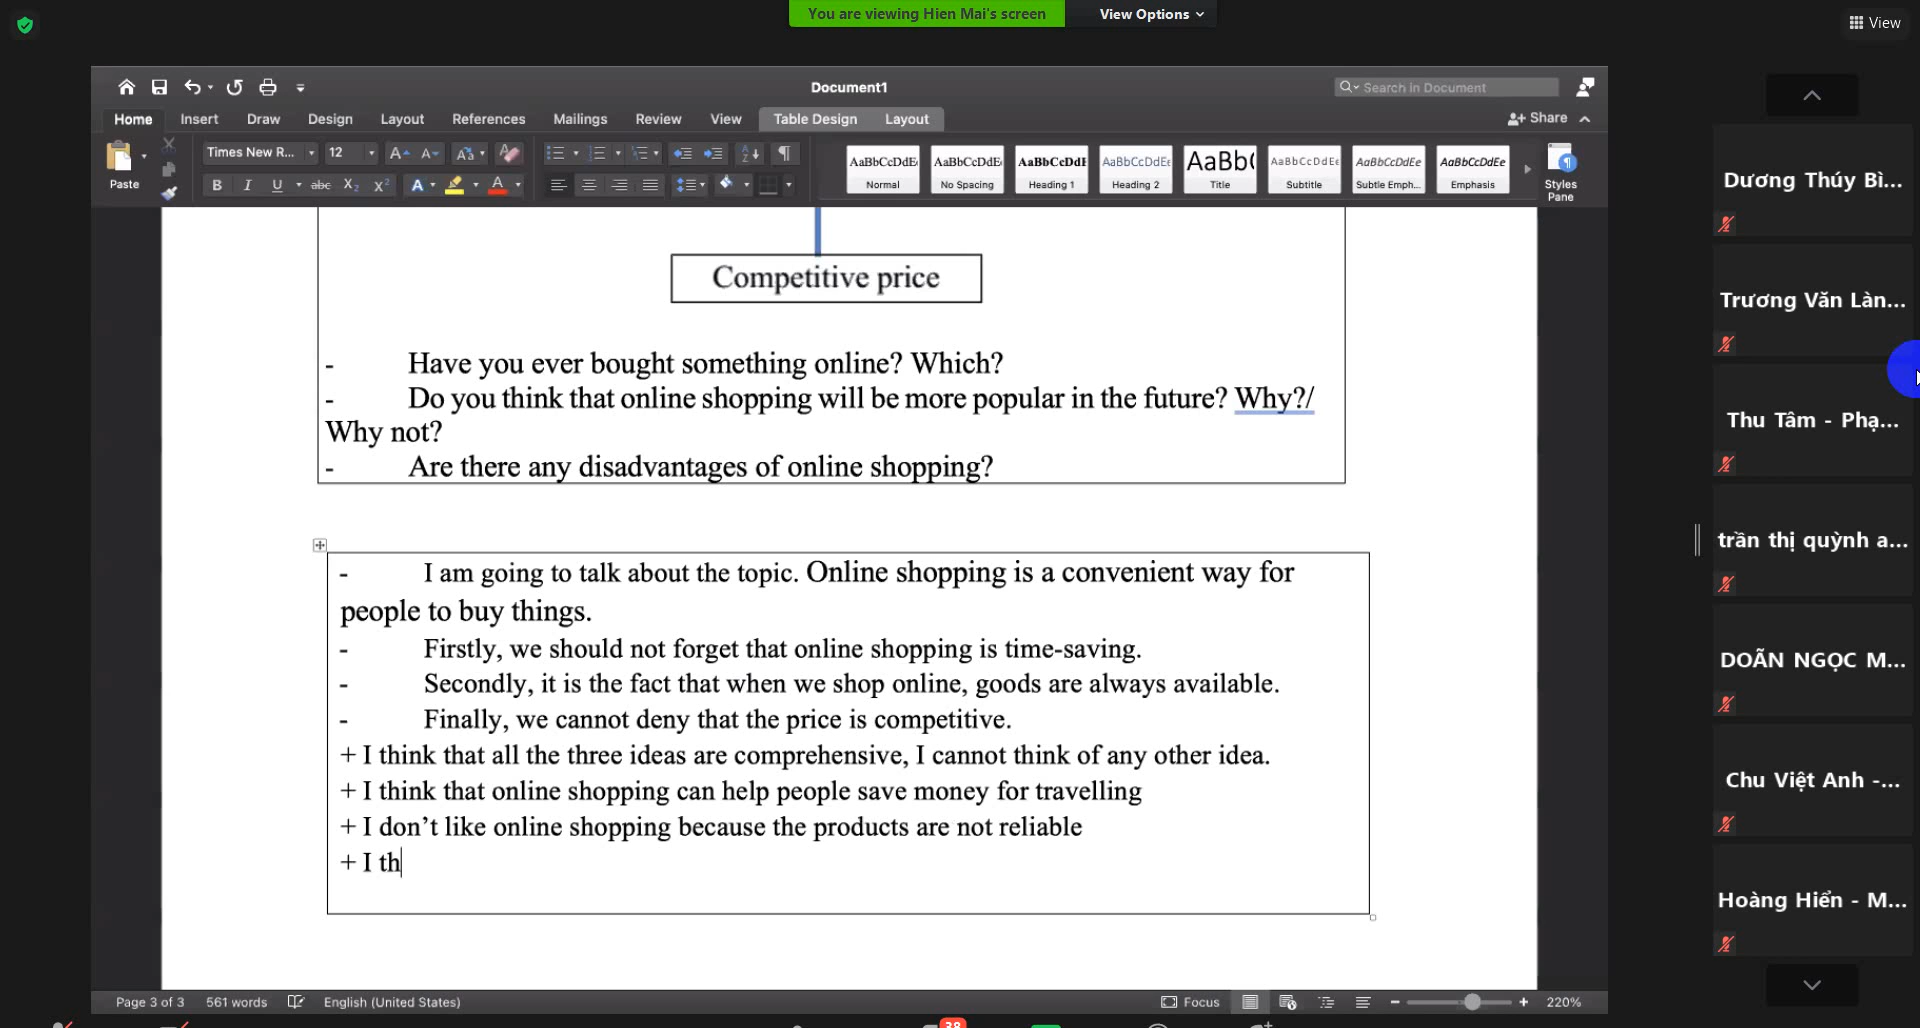 You are viewing Hien Mai's screen
View Options
View
Document1
Search in Document
Home Insert Draw Design Layout References Mailings Review View Table Design Layout
Share
Paste
Times New R... 12
AaBbCcDdE AaBbCcDdE AaBbCcDdE AaBbCcDdE AaBb( AaBbCcDdE AaBbCcDdEe AaBbCcDdEe
Normal No Spacing Heading 1 Heading 2 Title Subtitle Subtle Emph... Emphasis
Styles
Pane
Competitive price
- Have you ever bought something online? Which?
- Do you think that online shopping will be more popular in the future? Why?/
Why not?
- Are there any disadvantages of online shopping?
- I am going to talk about the topic. Online shopping is a convenient way for
people to buy things.
- Firstly, we should not forget that online shopping is time-saving.
- Secondly, it is the fact that when we shop online, goods are always available.
- Finally, we cannot deny that the price is competitive.
+ I think that all the three ideas are comprehensive, I cannot think of any other idea.
+ I think that online shopping can help people save money for travelling
+ I don't like online shopping because the products are not reliable
+ I th
Page 3 of 3 561 words English (United States)
Focus
220%
38
Dương Thúy Bì...
Trương Văn Làn...
Thu Tâm - Phạ...
trần thị quỳnh a...
DOÃN NGỌC M...
Chu Việt Anh -...
Hoàng Hiển - M...